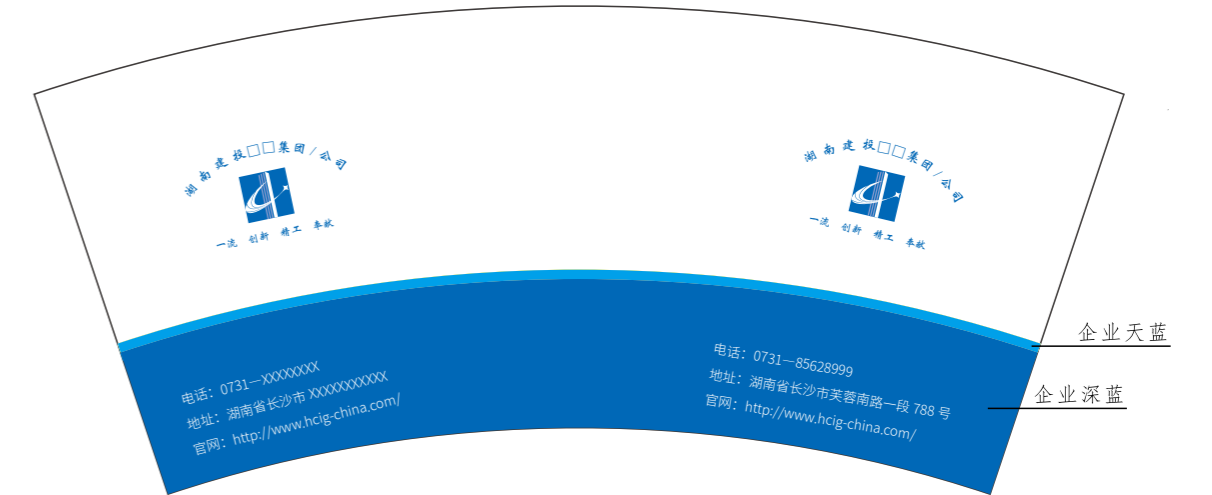 湖南建投□□集团/公司
一流 创新 精工 奉献
湖南建投□□集团/公司
一流 创新 精工 奉献
企业天蓝
企业深蓝
电话：0731—XXXXXXXX
地址：湖南省长沙市 XXXXXXXXXXX
官网：http://www.hcig-china.com/
电话：0731—85628999
地址：湖南省长沙市芙蓉南路一段 788 号
官网：http://www.hcig-china.com/